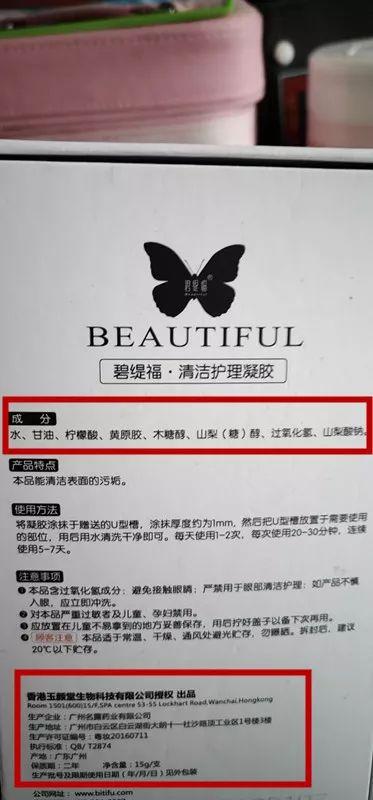 碧缇福®
Beautiful
BEAUTIFUL
碧缇福·清洁护理凝胶
成 分
水、甘油、柠檬酸、黄原胶、木糖醇、山梨（糖）醇、过氧化氢、山梨酸钠。
产品特点
本品能清洁表面的污垢。
使用方法
将凝胶涂抹于赠送的U型槽，涂抹厚度约为1mm，然后把U型槽放置于需要使用
的部位，用后用水清洗干净即可。每天使用1-2次，每次使用20-30分钟，连续
使用5-7天。
注意事项
❶本品含过氧化氢成分；避免接触眼睛；严禁用于眼部清洁护理；如产品不慎
入眼，应立即冲洗。
❷对本品严重过敏者及儿童、孕妇禁用。
❸应放置在儿童不易拿到的地方妥善保存，用后拧好盖子以备下次再用。
❹顾客注意 本品适于常温、干燥、通风处避光贮存，勿曝晒。拆封后，建议
20℃以下贮存。
香港玉颜堂生物科技有限公司授权 出品
Room 1501(600)15/F,SPA centre 53-55 Lockhart Road,Wanchai,Hongkong
生产企业：广州名露药业有限公司
生产地址：广州市白云区白云湖街大朗十一社沙路顶工业区1号楼3楼
生产许可证编号：粤妆20160711
执行标准：QB/T2874
产地：广东广州
保质期：二年 净含量：15g/支
生产批号及限期使用日期（年/月/日）见外包装
公司网址：www.bitifu.com